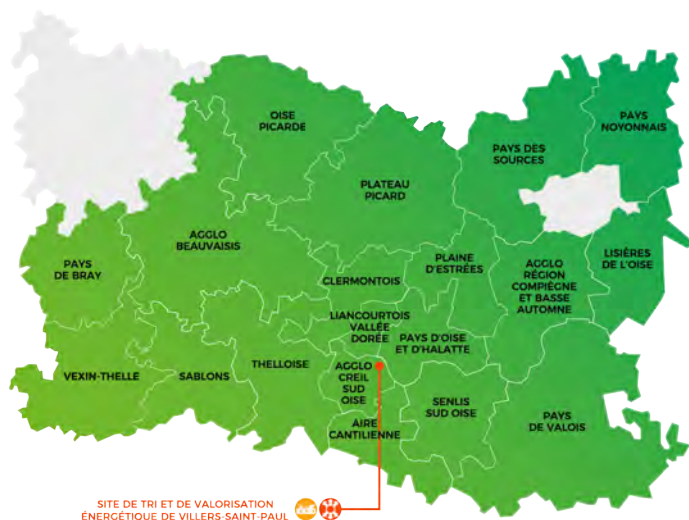 OISE
PICARDE
PAYS
NOYONNAIS
PAYS DES
SOURCES
PLATEAU
PICARD
AGGLO
BEAUVAISIS
PAYS
DE BRAY
PLAINE
D'ESTRÉES
LISIÈRES
DE L'OISE
AGGLO
RÉGION
COMPIÈGNE
ET BASSE
AUTOMNE
CLERMONTOIS
LIANCOURTOIS
VALLÉE
DORÉE
PAYS D'OISE
ET D'HALATTE
THELLOISE
VEXIN-THELLE
SABLONS
AGGLO
CREIL
SUD
OISE
SENLIS
SUD OISE
PAYS
DE VALOIS
AIRE
CANTILIENNE
SITE DE TRI ET DE VALORISATION
ÉNERGÉTIQUE DE VILLERS-SAINT-PAUL